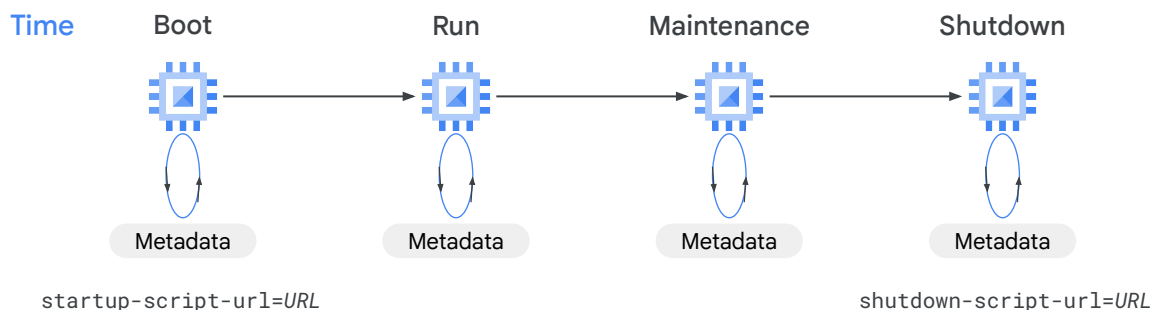 Time Boot Run Maintenance Shutdown
Metadata Metadata Metadata Metadata
startup-script-url=URL shutdown-script-url=URL